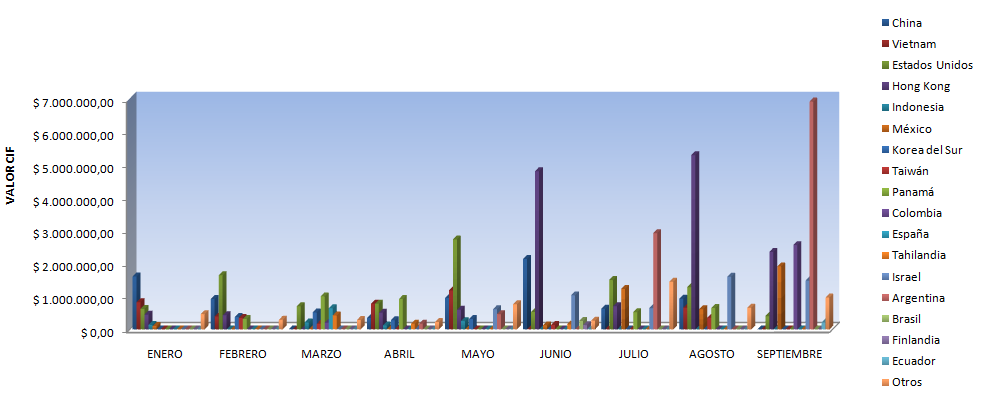 VALOR CIF
$ 7.000.000,00
$ 6.000.000,00
$ 5.000.000,00
$ 4.000.000,00
$ 3.000.000,00
$ 2.000.000,00
$ 1.000.000,00
$ 0,00
ENERO
FEBRERO
MARZO
ABRIL
MAYO
JUNIO
JULIO
AGOSTO
SEPTIEMBRE
China
Vietnam
Estados Unidos
Hong Kong
Indonesia
México
Korea del Sur
Taiwán
Panamá
Colombia
España
Tahilandia
Israel
Argentina
Brasil
Finlandia
Ecuador
Otros